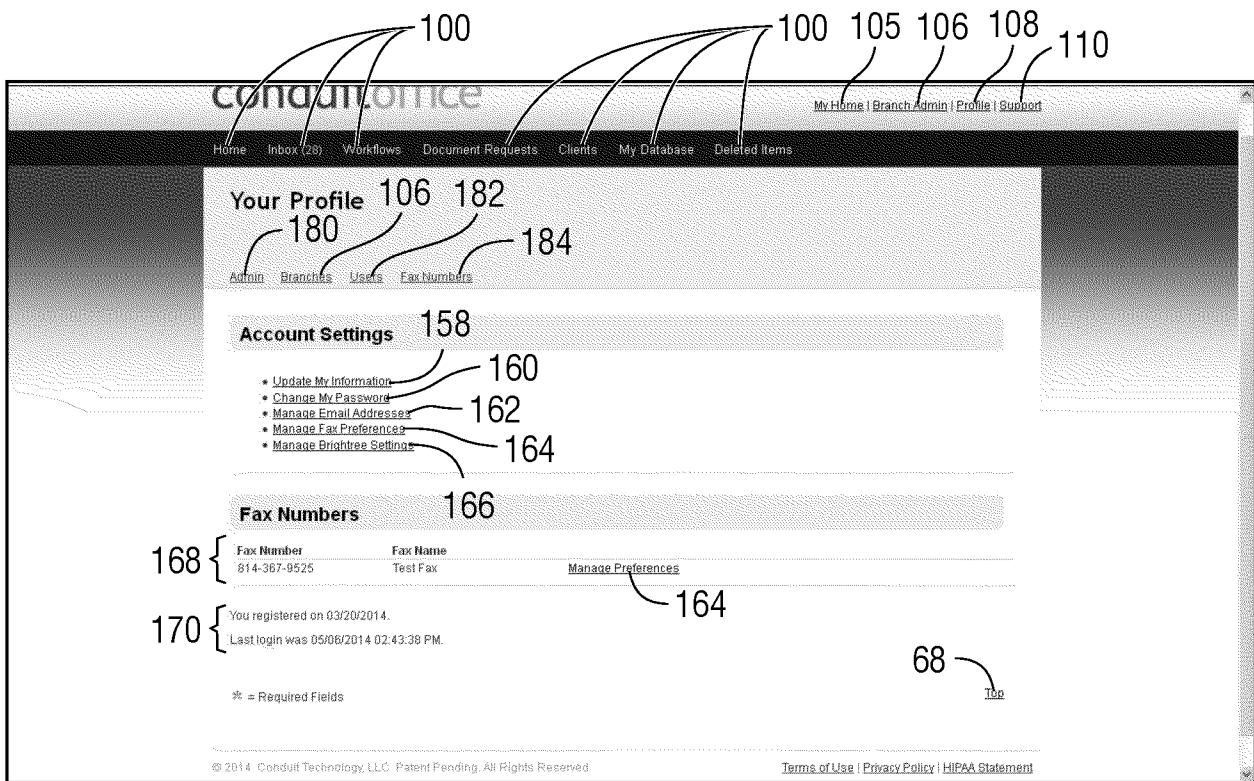 100 100 105 106 108 110
conduitoffice
My Home | Branch Admin | Profile | Support
Home Inbox (28) Workflows Document Requests Clients My Database Deleted Items
Your Profile 106 182
180 184
Admin Branches Users Fax Numbers
Account Settings 158
* Update My Information 160
* Change My Password
* Manage Email Addresses 162
* Manage Fax Preferences
* Manage Brightree Settings 164
166
Fax Numbers
168 Fax Number Fax Name
814-367-9525 Test Fax Manage Preferences
164
170 You registered on 03/20/2014.
Last login was 05/06/2014 02:43:38 PM.
68
* = Required Fields Top
© 2014 Conduit Technology, LLC Patent Pending. All Rights Reserved Terms of Use | Privacy Policy | HIPAA Statement